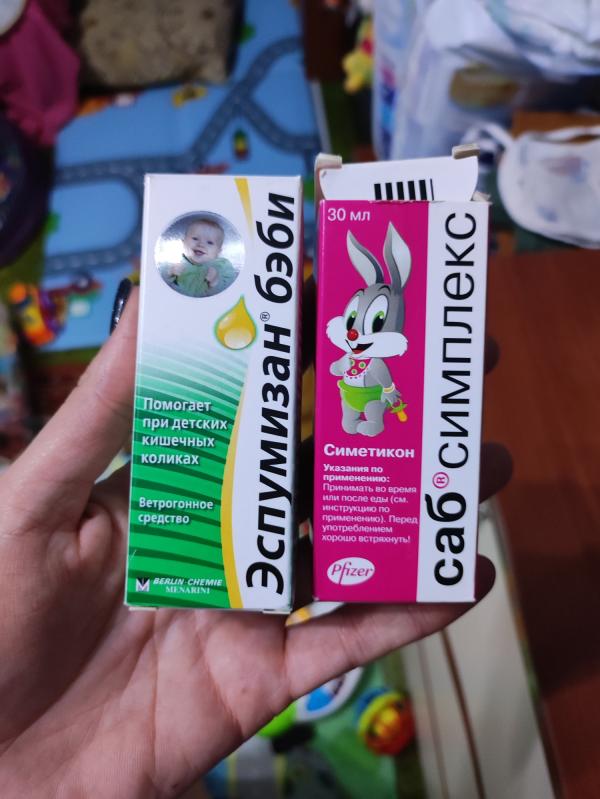 Эспумизан® бэби
Помогает
при детских
кишечных
коликах
Ветрогонное
средство
BERLIN-CHEMIE
MENARINI
30 мл
саб® симплекс
Симетикон
Указания по
применению:
Принимать во время
или после еды (см.
инструкцию по
применению). Перед
употреблением
хорошо встряхнуть!
Pfizer